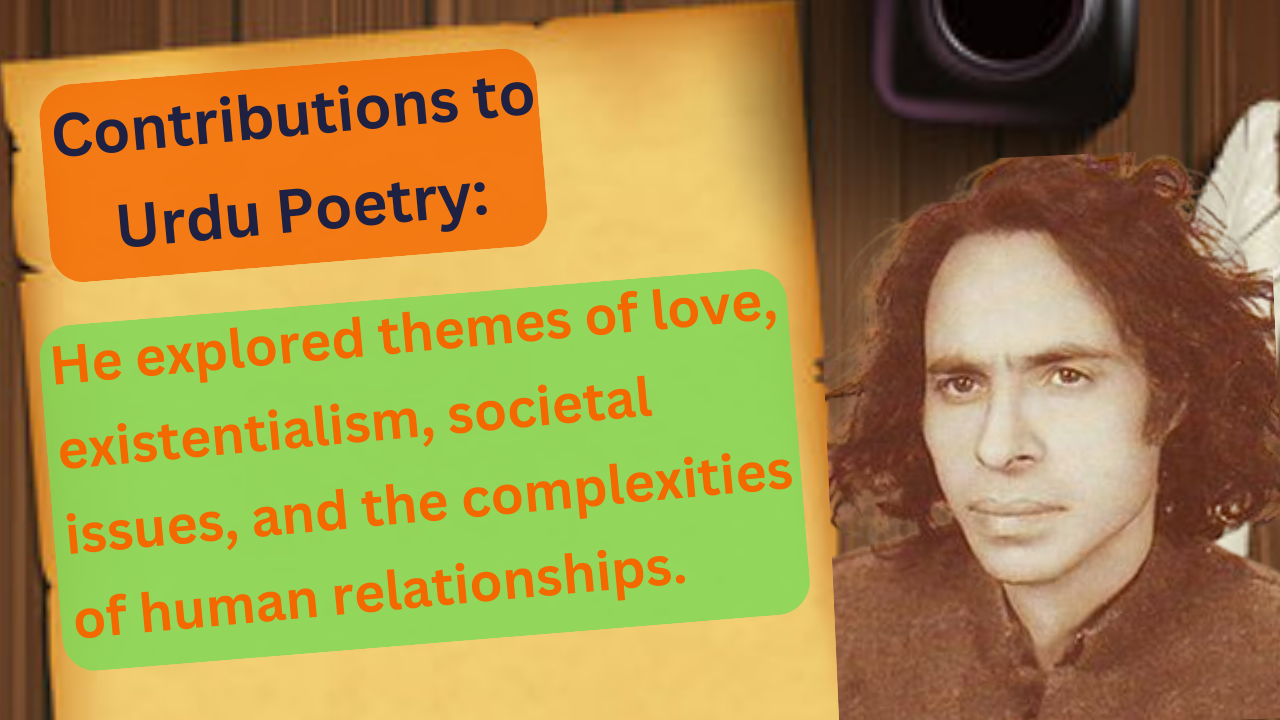 Contributions to
Urdu Poetry:
He explored themes of love,
existentialism, societal
issues, and the complexities
of human relationships.